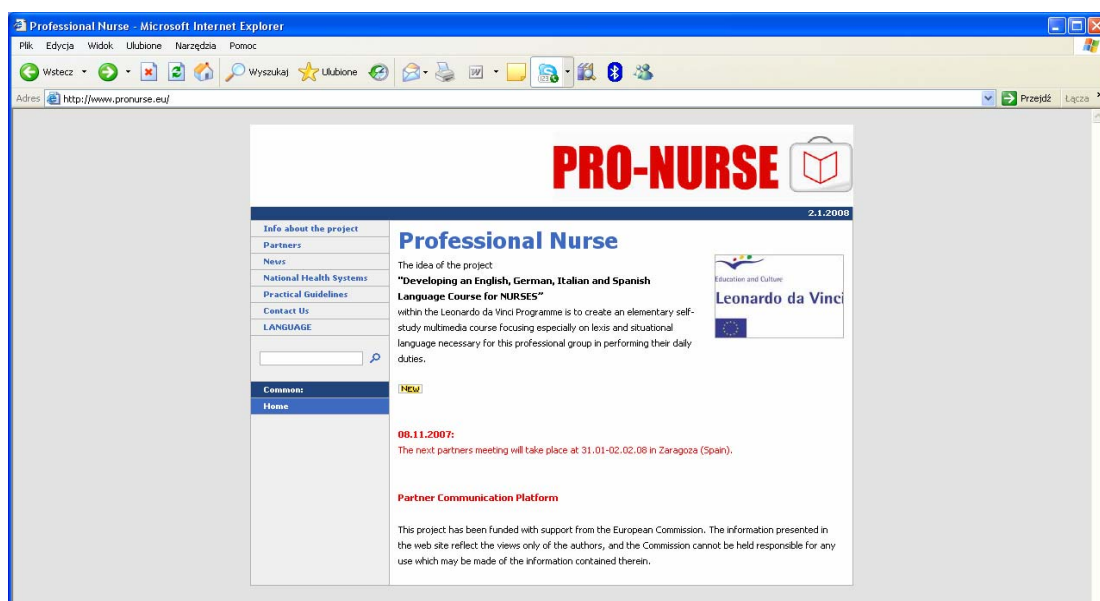 Professional Nurse - Microsoft Internet Explorer
Plik Edycja Widok Ulubione Narzędzia Pomoc
Wstecz Wyszukaj Ulubione
Adres http://www.pronurse.eu/ Przejdź Łącza
PRO-NURSE
2.1.2008
Info about the project
Partners
News
National Health Systems
Practical Guidelines
Contact Us
LANGUAGE
Common:
Home
Professional Nurse
The idea of the project
"Developing an English, German, Italian and Spanish
Language Course for NURSES"
within the Leonardo da Vinci Programme is to create an elementary self-
study multimedia course focusing especially on lexis and situational
language necessary for this professional group in performing their daily
duties.
Education and Culture
Leonardo da Vinci
NEW
08.11.2007:
The next partners meeting will take place at 31.01-02.02.08 in Zaragoza (Spain).
Partner Communication Platform
This project has been funded with support from the European Commission. The information presented in
the web site reflect the views only of the authors, and the Commission cannot be held responsible for any
use which may be made of the information contained therein.